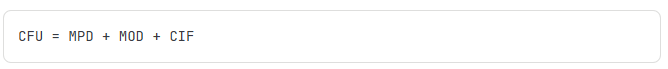 CFU = MPD + MOD + CIF